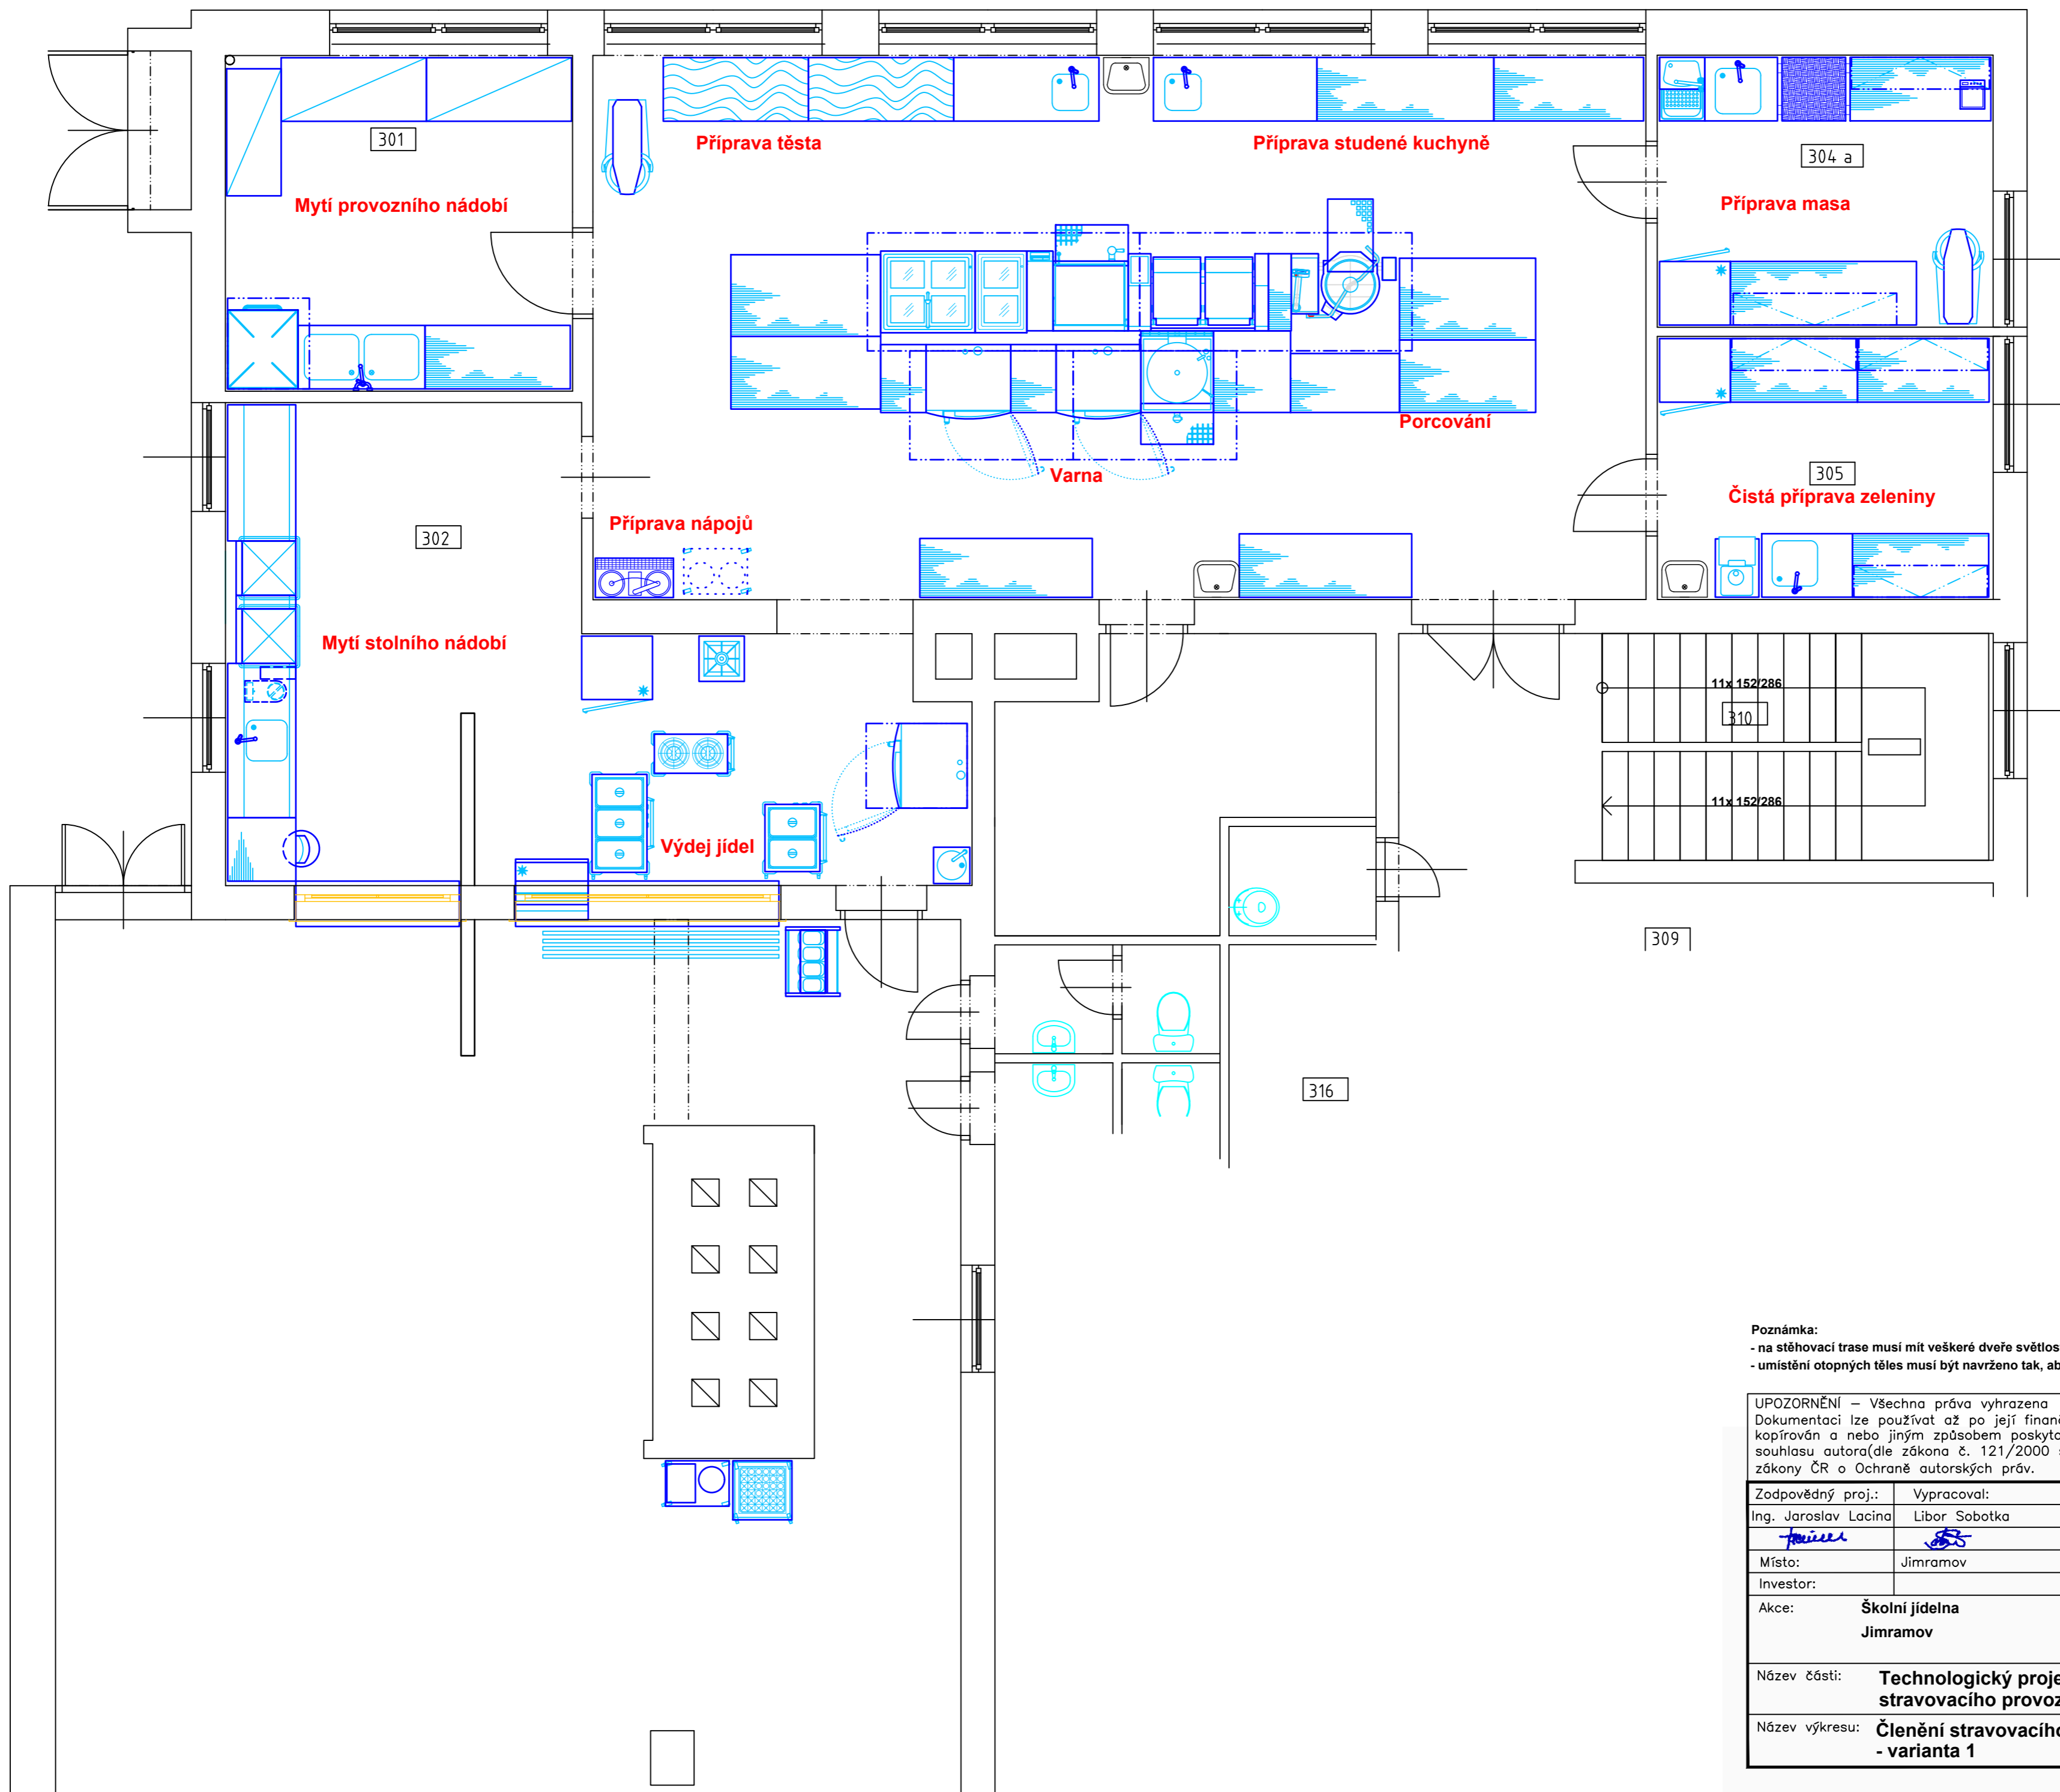 301
Příprava těsta
Příprava studené kuchyně
304 a
Mytí provozního nádobí
Příprava masa
Porcování
Varna
305
Čistá příprava zeleniny
Příprava nápojů
302
Mytí stolního nádobí
11x 152/286
310
11x 152/286
Výdej jídel
309
316
Poznámka:
- na stěhovací trase musí mít veškeré dveře světlos
- umístění otopných těles musí být navrženo tak, ab
UPOZORNĚNÍ – Všechna práva vyhrazena
Dokumentaci lze používat až po její finanč
kopírován a nebo jiným způsobem poskyto
souhlasu autora(dle zákona č. 121/2000 s
zákony ČR o Ochraně autorských práv.
Zodpovědný proj.: Vypracoval:
Ing. Jaroslav Lacina Libor Sobotka
Místo: Jimramov
Investor:
Akce: Školní jídelna
Jimramov
Název části: Technologický proje
stravovacího provoz
Název výkresu: Členění stravovacího
- varianta 1